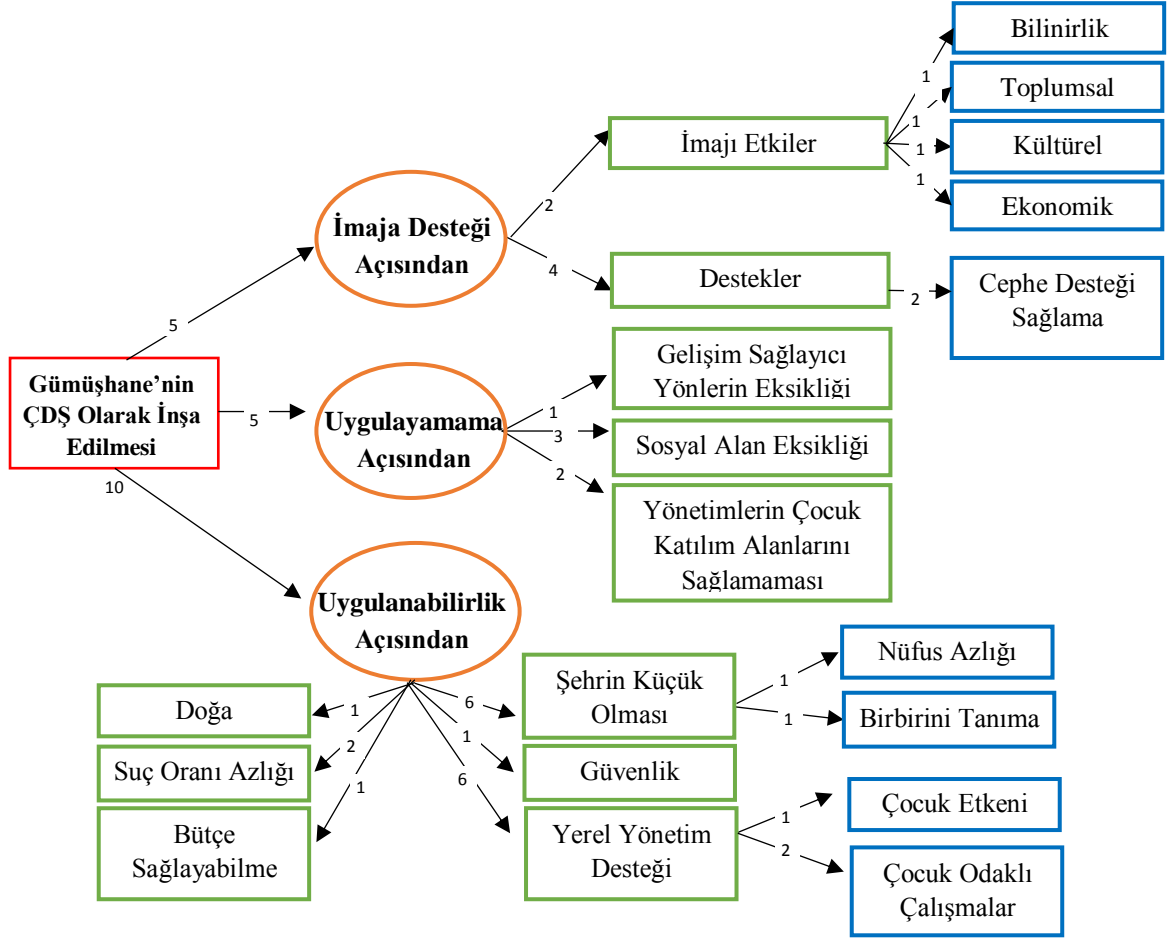 Bilinirlik
1
Toplumsal
1
İmajı Etkiler
1
Kültürel
1
Ekonomik
2
İmaja Desteği
Açısından
4
Destekler
2
Cephe Desteği
Sağlama
5
Gelişim Sağlayıcı
Yönlerin Eksikliği
Gümüşhane’nin
ÇDŞ Olarak İnşa
Edilmesi
5
Uygulayamama
Açısından
1
3
Sosyal Alan Eksikliği
2
10
Yönetimlerin Çocuk
Katılım Alanlarını
Sağlamaması
Uygulanabilirlik
Açısından
Doğa
1
6
Şehrin Küçük
Olması
1
Nüfus Azlığı
1
Birbirini Tanıma
Suç Oranı Azlığı
2
1
Güvenlik
Bütçe
Sağlayabilme
1
6
Yerel Yönetim
Desteği
1
Çocuk Etkeni
2
Çocuk Odaklı
Çalışmalar